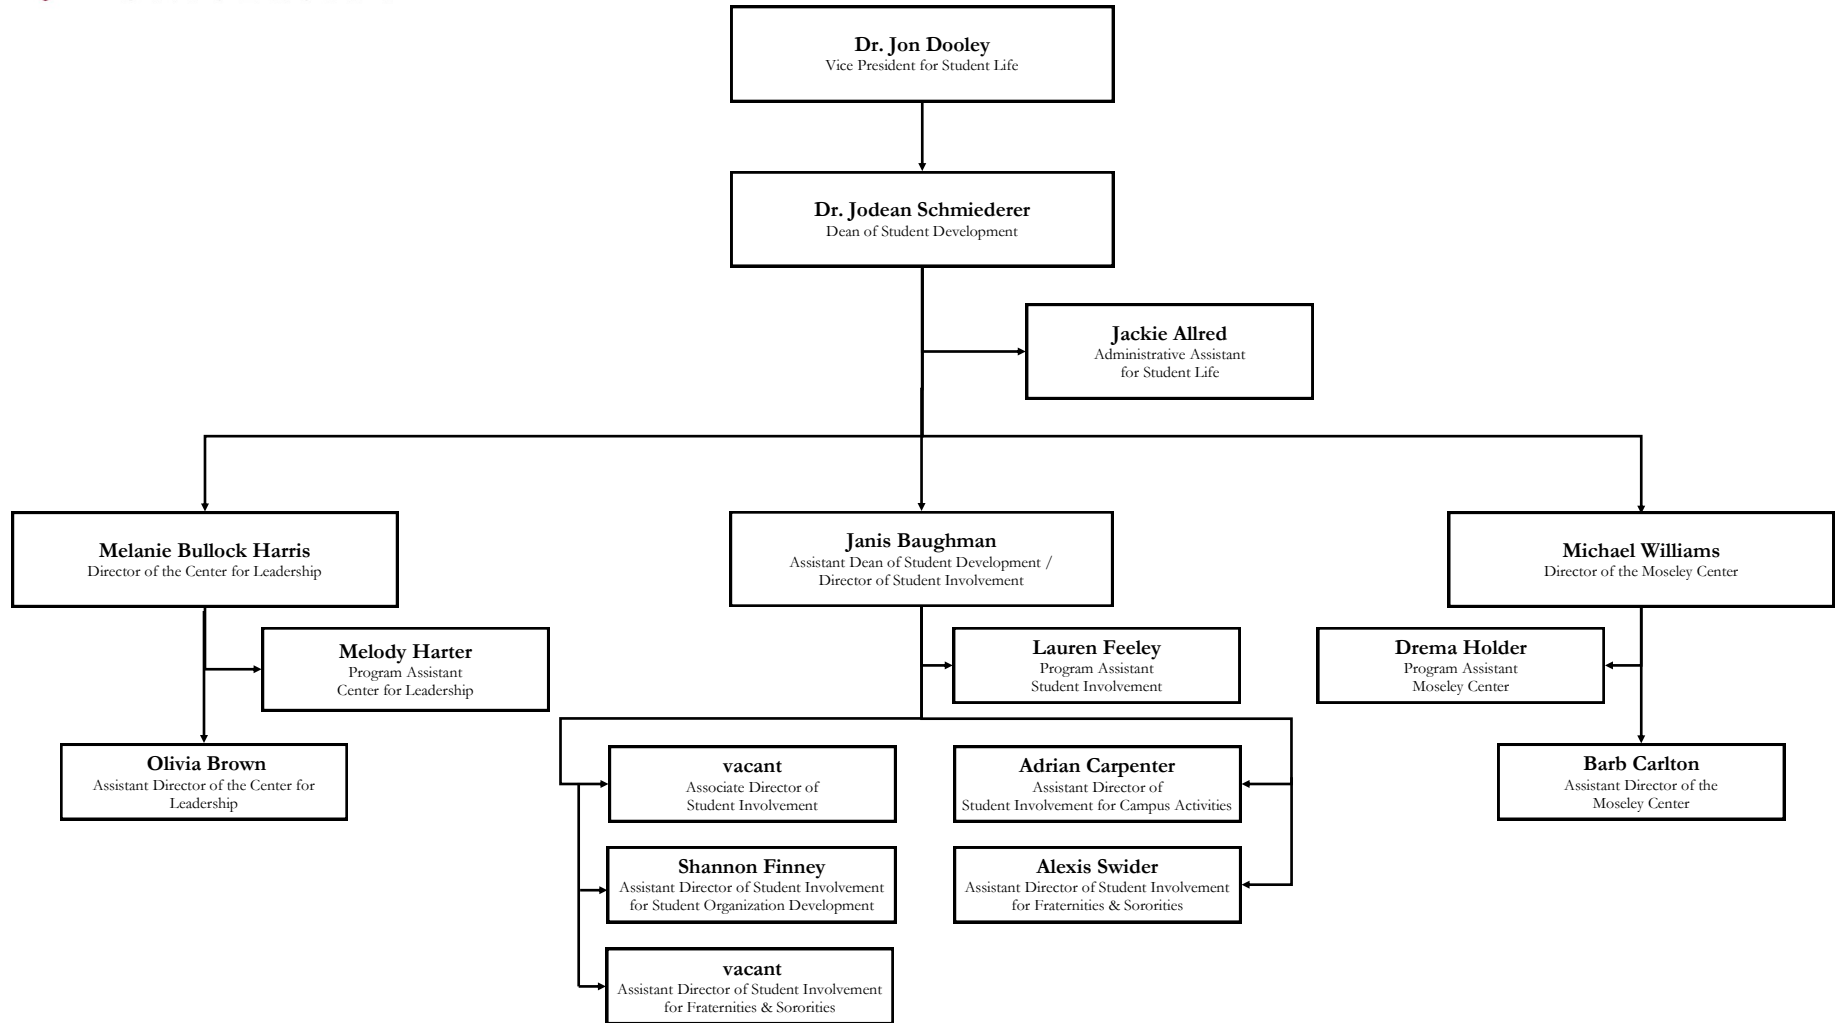 Dr. Jon Dooley
Vice President for Student Life
Dr. Jodean Schmiederer
Dean of Student Development
Jackie Allred
Administrative Assistant
for Student Life
Melanie Bullock Harris
Director of the Center for Leadership
Janis Baughman
Assistant Dean of Student Development /
Director of Student Involvement
Michael Williams
Director of the Moseley Center
Melody Harter
Program Assistant
Center for Leadership
Lauren Feeley
Program Assistant
Student Involvement
Drema Holder
Program Assistant
Moseley Center
Olivia Brown
Assistant Director of the Center for
Leadership
vacant
Associate Director of
Student Involvement
Adrian Carpenter
Assistant Director of
Student Involvement for Campus Activities
Barb Carlton
Assistant Director of the
Moseley Center
Shannon Finney
Assistant Director of Student Involvement
for Student Organization Development
Alexis Swider
Assistant Director of Student Involvement
for Fraternities & Sororities
vacant
Assistant Director of Student Involvement
for Fraternities & Sororities